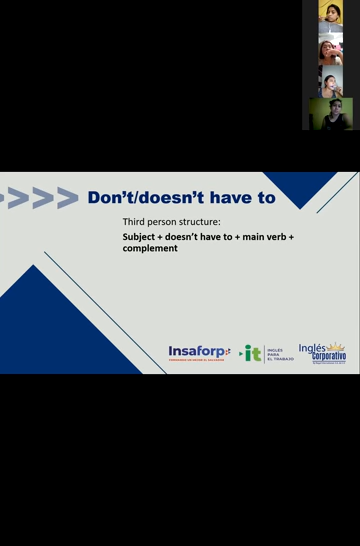 Don't/doesn't have to
Third person structure:
Subject + doesn't have to + main verb +
complement
Insaforp
it
INGLÉS
PARA
EL TRABAJO
Inglés
Corporativo